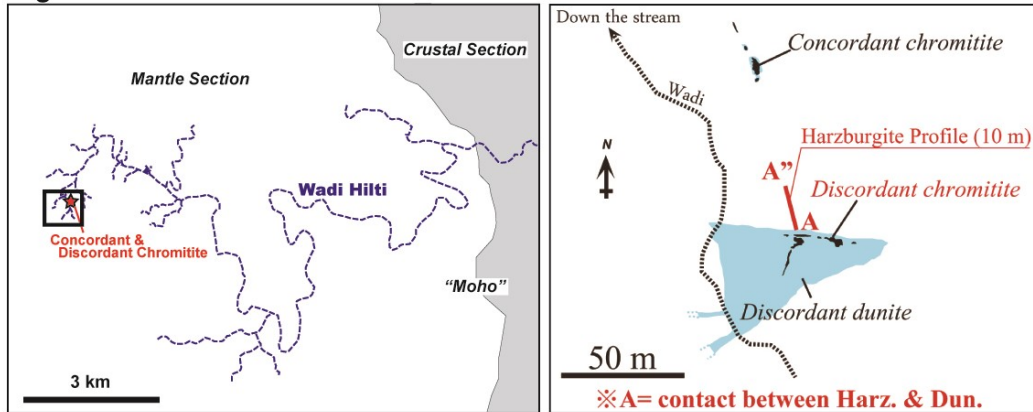 Crustal Section
Mantle Section
Wadi Hilti
Concordant &
Discordant Chromitite
"Moho"
3 km
Down the stream
Concordant chromitite
Wadi
Harzburgite Profile (10 m)
N
A”
Discordant chromitite
A
Discordant dunite
50 m
※A= contact between Harz. & Dun.